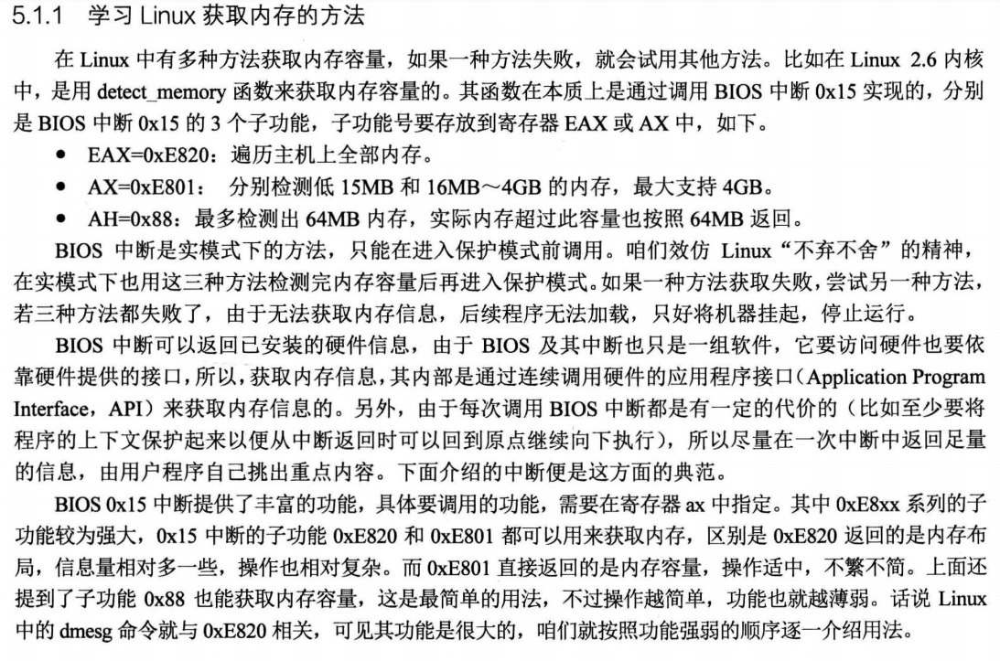 5.1.1 学习 Linux 获取内存的方法
在 Linux 中有多种方法获取内存容量，如果一种方法失败，就会试用其他方法。比如在 Linux 2.6 内核
中，是用 detect_memory 函数来获取内存容量的。其函数在本质上是通过调用 BIOS 中断 0x15 实现的，分别
是 BIOS 中断 0x15 的 3 个子功能，子功能号要存放到寄存器 EAX 或 AX 中，如下。
● EAX=0xE820：遍历主机上全部内存。
● AX=0xE801： 分别检测低 15MB 和 16MB～4GB 的内存，最大支持 4GB。
● AH=0x88：最多检测出 64MB 内存，实际内存超过此容量也按照 64MB 返回。
BIOS 中断是实模式下的方法，只能在进入保护模式前调用。咱们效仿 Linux“不弃不舍”的精神，
在实模式下也用这三种方法检测完内存容量后再进入保护模式。如果一种方法获取失败，尝试另一种方法，
若三种方法都失败了，由于无法获取内存信息，后续程序无法加载，只好将机器挂起，停止运行。
BIOS 中断可以返回已安装的硬件信息，由于 BIOS 及其中断也只是一组软件，它要访问硬件也要依
靠硬件提供的接口，所以，获取内存信息，其内部是通过连续调用硬件的应用程序接口（Application Program
Interface，API）来获取内存信息的。另外，由于每次调用 BIOS 中断都是有一定的代价的（比如至少要将
程序的上下文保护起来以便从中断返回时可以回到原点继续向下执行），所以尽量在一次中断中返回足量
的信息，由用户程序自己挑出重点内容。下面介绍的中断便是这方面的典范。
BIOS 0x15 中断提供了丰富的功能，具体要调用的功能，需要在寄存器 ax 中指定。其中 0xE8xx 系列的子
功能较为强大，0x15 中断的子功能 0xE820 和 0xE801 都可以用来获取内存，区别是 0xE820 返回的是内存布
局，信息量相对多一些，操作也相对复杂。而 0xE801 直接返回的是内存容量，操作适中，不繁不简。上面还
提到了子功能 0x88 也能获取内存容量，这是最简单的用法，不过操作越简单，功能也就越薄弱。话说 Linux
中的 dmesg 命令就与 0xE820 相关，可见其功能是很大的，咱们就按照功能强弱的顺序逐一介绍用法。